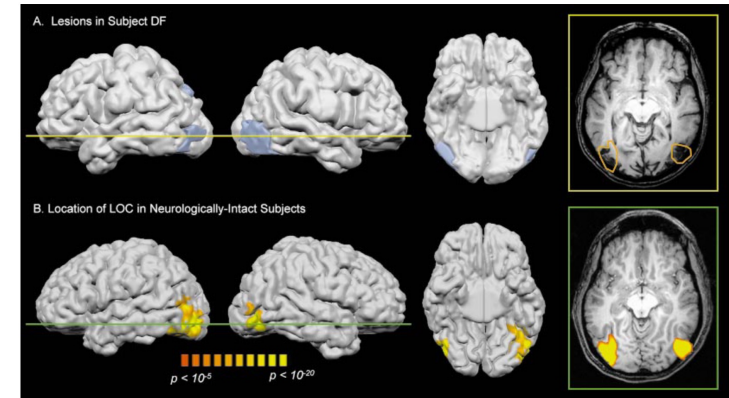 A. Lesions in Subject DF
B. Location of LOC in Neurologically-Intact Subjects
p < 10⁻⁵
p < 10⁻²⁰